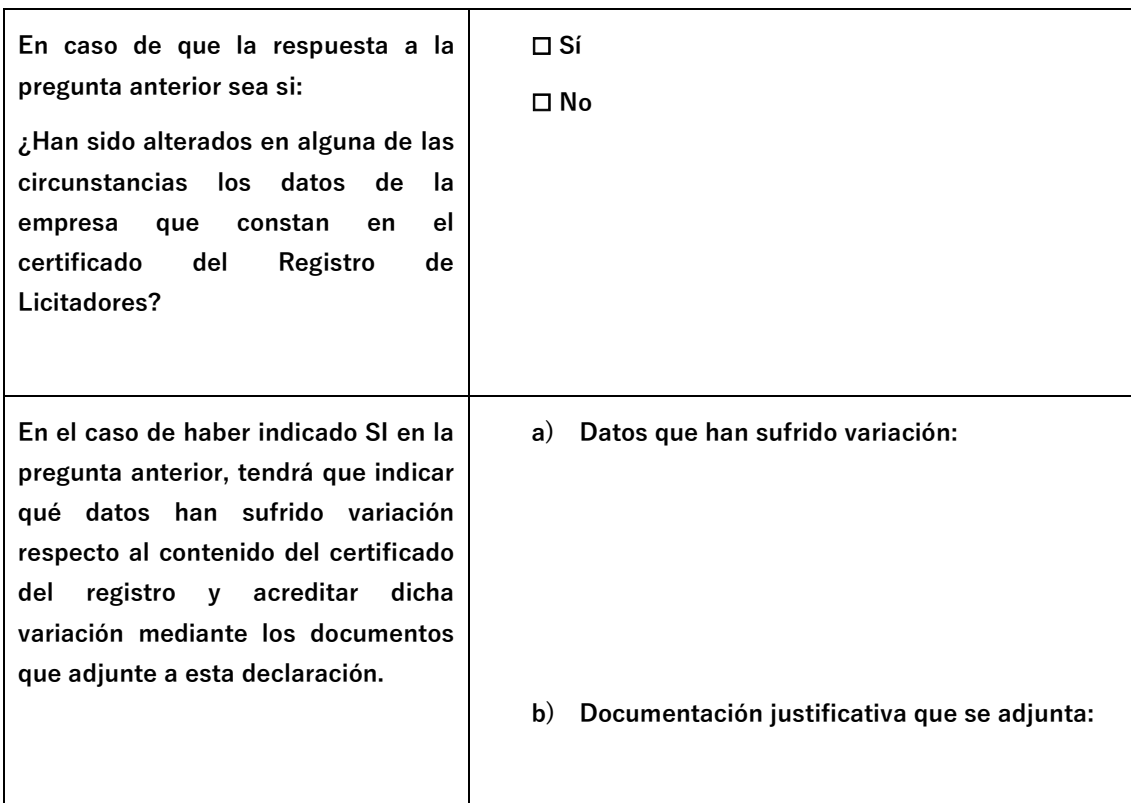 En caso de que la respuesta a la
pregunta anterior sea si:
¿Han sido alterados en alguna de las
circunstancias los datos de la
empresa que constan en el
certificado del Registro de
Licitadores?
☐ Sí
☐ No
En el caso de haber indicado SI en la
pregunta anterior, tendrá que indicar
qué datos han sufrido variación
respecto al contenido del certificado
del registro y acreditar dicha
variación mediante los documentos
que adjunte a esta declaración.
a) Datos que han sufrido variación:
b) Documentación justificativa que se adjunta: